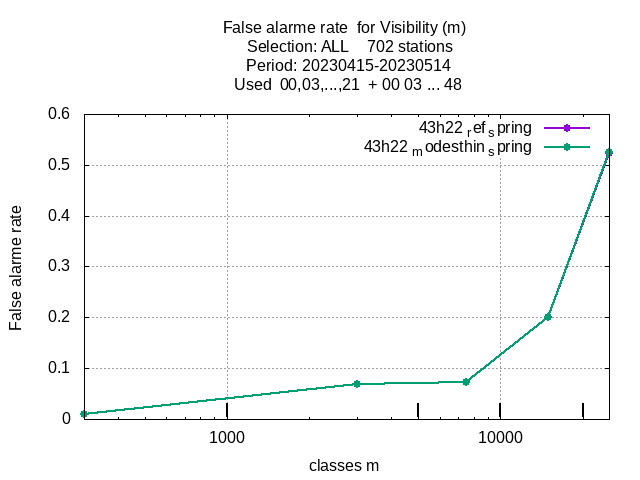 False alarme rate  for Visibility (m)
Selection: ALL    702 stations
Period: 20230415-20230514
Used  00,03,...,21  + 00 03 ... 48
0.6
43h22 ref spring
43h22 modesthin spring
0.5
0.4
0.3
0.2
0.1
0
False alarme rate
1000
10000
classes m